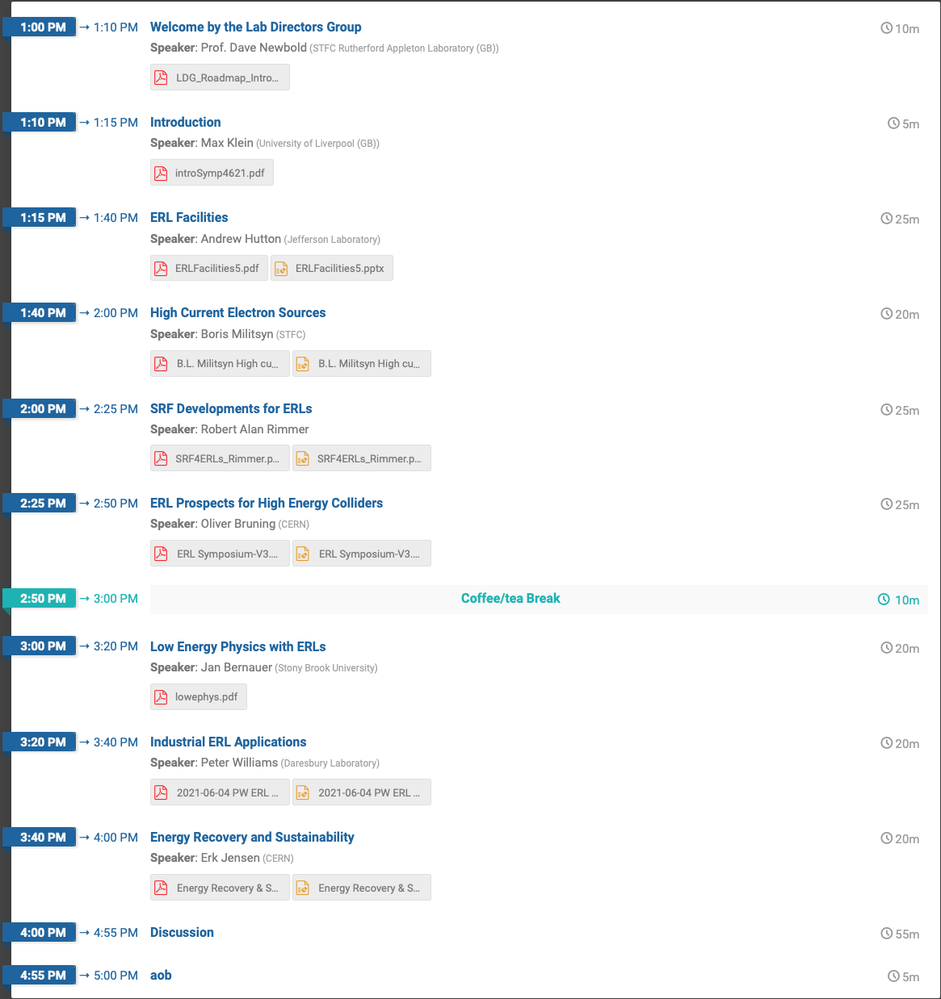 1:00 PM → 1:10 PM Welcome by the Lab Directors Group 10m
Speaker: Prof. Dave Newbold (STFC Rutherford Appleton Laboratory (GB))
LDG_Roadmap_Intro...
1:10 PM → 1:15 PM Introduction 5m
Speaker: Max Klein (University of Liverpool (GB))
introSymp4621.pdf
1:15 PM → 1:40 PM ERL Facilities 25m
Speaker: Andrew Hutton (Jefferson Laboratory)
ERLFacilities5.pdf ERLFacilities5.pptx
1:40 PM → 2:00 PM High Current Electron Sources 20m
Speaker: Boris Militsyn (STFC)
B.L. Militsyn High cu... B.L. Militsyn High cu...
2:00 PM → 2:25 PM SRF Developments for ERLs 25m
Speaker: Robert Alan Rimmer
SRF4ERLs_Rimmer.p... SRF4ERLs_Rimmer.p...
2:25 PM → 2:50 PM ERL Prospects for High Energy Colliders 25m
Speaker: Oliver Bruning (CERN)
ERL Symposium-V3.... ERL Symposium-V3....
2:50 PM → 3:00 PM Coffee/tea Break 10m
3:00 PM → 3:20 PM Low Energy Physics with ERLs 20m
Speaker: Jan Bernauer (Stony Brook University)
lowephys.pdf
3:20 PM → 3:40 PM Industrial ERL Applications 20m
Speaker: Peter Williams (Daresbury Laboratory)
2021-06-04 PW ERL ... 2021-06-04 PW ERL ...
3:40 PM → 4:00 PM Energy Recovery and Sustainability 20m
Speaker: Erk Jensen (CERN)
Energy Recovery & S... Energy Recovery & S...
4:00 PM → 4:55 PM Discussion 55m
4:55 PM → 5:00 PM aob 5m